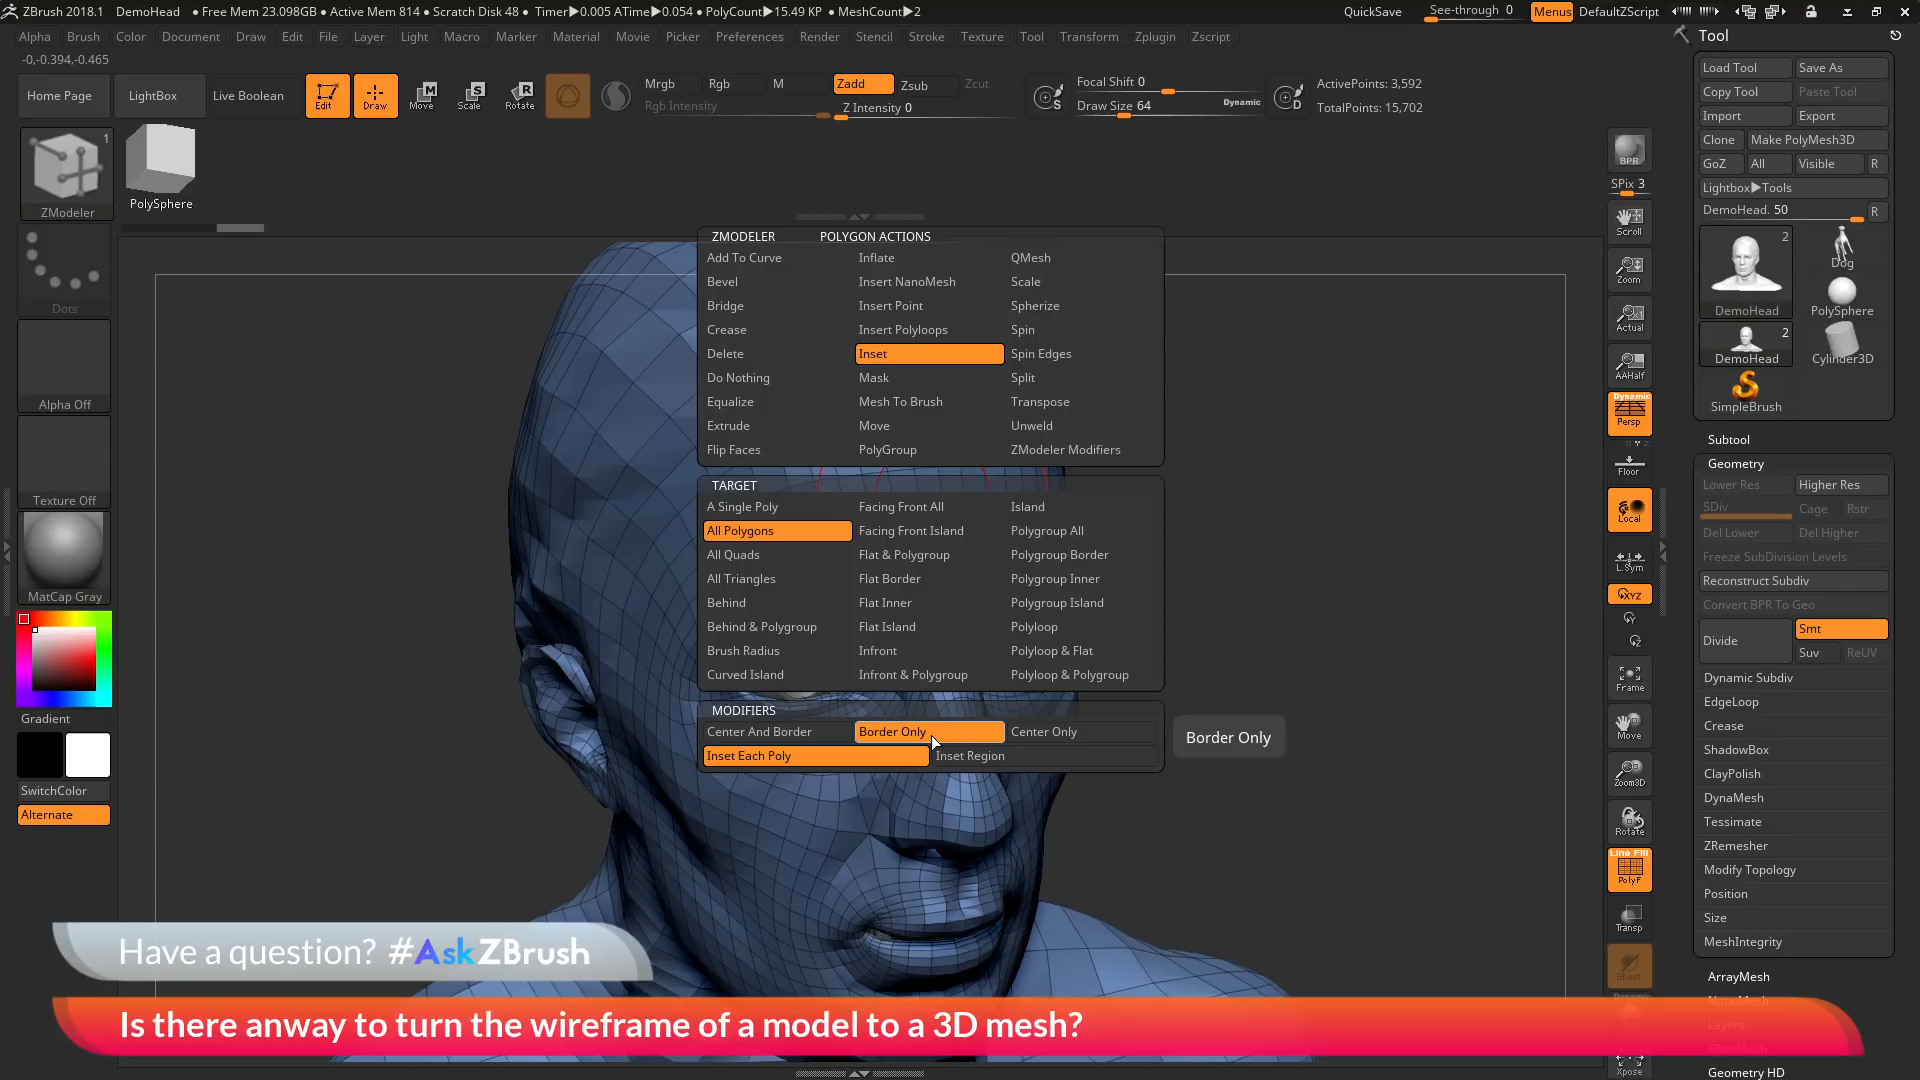 ZBrush 2018.1 DemoHead ● Free Mem 23.098GB ● Active Mem 814 ● Scratch Disk 48 ● Timer▶0.005 ATime▶0.054 ● PolyCount▶15.49 KP ● MeshCount▶2 QuickSave See-through 0 Menus DefaultZScript
Alpha Brush Color Document Draw Edit File Layer Light Macro Marker Material Movie Picker Preferences Render Stencil Stroke Texture Tool Transform Zplugin Zscript
-0,-0.394,-0.465
Home Page LightBox Live Boolean Edit Draw Move Scale Rotate
Mrgb Rgb M Zadd Zsub Zcut
Rgb Intensity Z Intensity 0
Focal Shift 0
Draw Size 64 Dynamic
ActivePoints: 3,592
TotalPoints: 15,702
ZModeler 1
PolySphere
Dots
Alpha Off
Texture Off
MatCap Gray
Gradient
SwitchColor
Alternate
ZMODELER POLYGON ACTIONS
Add To Curve Inflate QMesh
Bevel Insert NanoMesh Scale
Bridge Insert Point Spherize
Crease Insert Polyloops Spin
Delete Inset Spin Edges
Do Nothing Mask Split
Equalize Mesh To Brush Transpose
Extrude Move Unweld
Flip Faces PolyGroup ZModeler Modifiers
TARGET
A Single Poly Facing Front All Island
All Polygons Facing Front Island Polygroup All
All Quads Flat & Polygroup Polygroup Border
All Triangles Flat Border Polygroup Inner
Behind Flat Inner Polygroup Island
Behind & Polygroup Flat Island Polyloop
Brush Radius Infront Polyloop & Flat
Curved Island Infront & Polygroup Polyloop & Polygroup
MODIFIERS
Center And Border Border Only Center Only
Inset Each Poly Inset Region
Border Only
BPR
SPix 3
Scroll
Zoom
Actual
AAHalf
Dynamic
Persp
Floor
Local
L.Sym
XYZ
Y
Z
Frame
Move
Zoom3D
Rotate
Line Fill
PolyF
Transp
Ghost
Dynamic
Xpose
Tool
Load Tool Save As
Copy Tool Paste Tool
Import Export
Clone Make PolyMesh3D
GoZ All Visible R
Lightbox▶Tools
DemoHead. 50 R
2
DemoHead Dog
PolySphere
2
DemoHead Cylinder3D
SimpleBrush
Subtool
Geometry
Lower Res Higher Res
SDiv Cage Rstr
Del Lower Del Higher
Freeze SubDivision Levels
Reconstruct Subdiv
Convert BPR To Geo
Divide Smt
Suv ReUV
Dynamic Subdiv
EdgeLoop
Crease
ShadowBox
ClayPolish
DynaMesh
Tessimate
ZRemesher
Modify Topology
Position
Size
MeshIntegrity
ArrayMesh
NanoMesh
Layers
FiberMesh
Geometry HD
Have a question? #AskZBrush
Is there anway to turn the wireframe of a model to a 3D mesh?